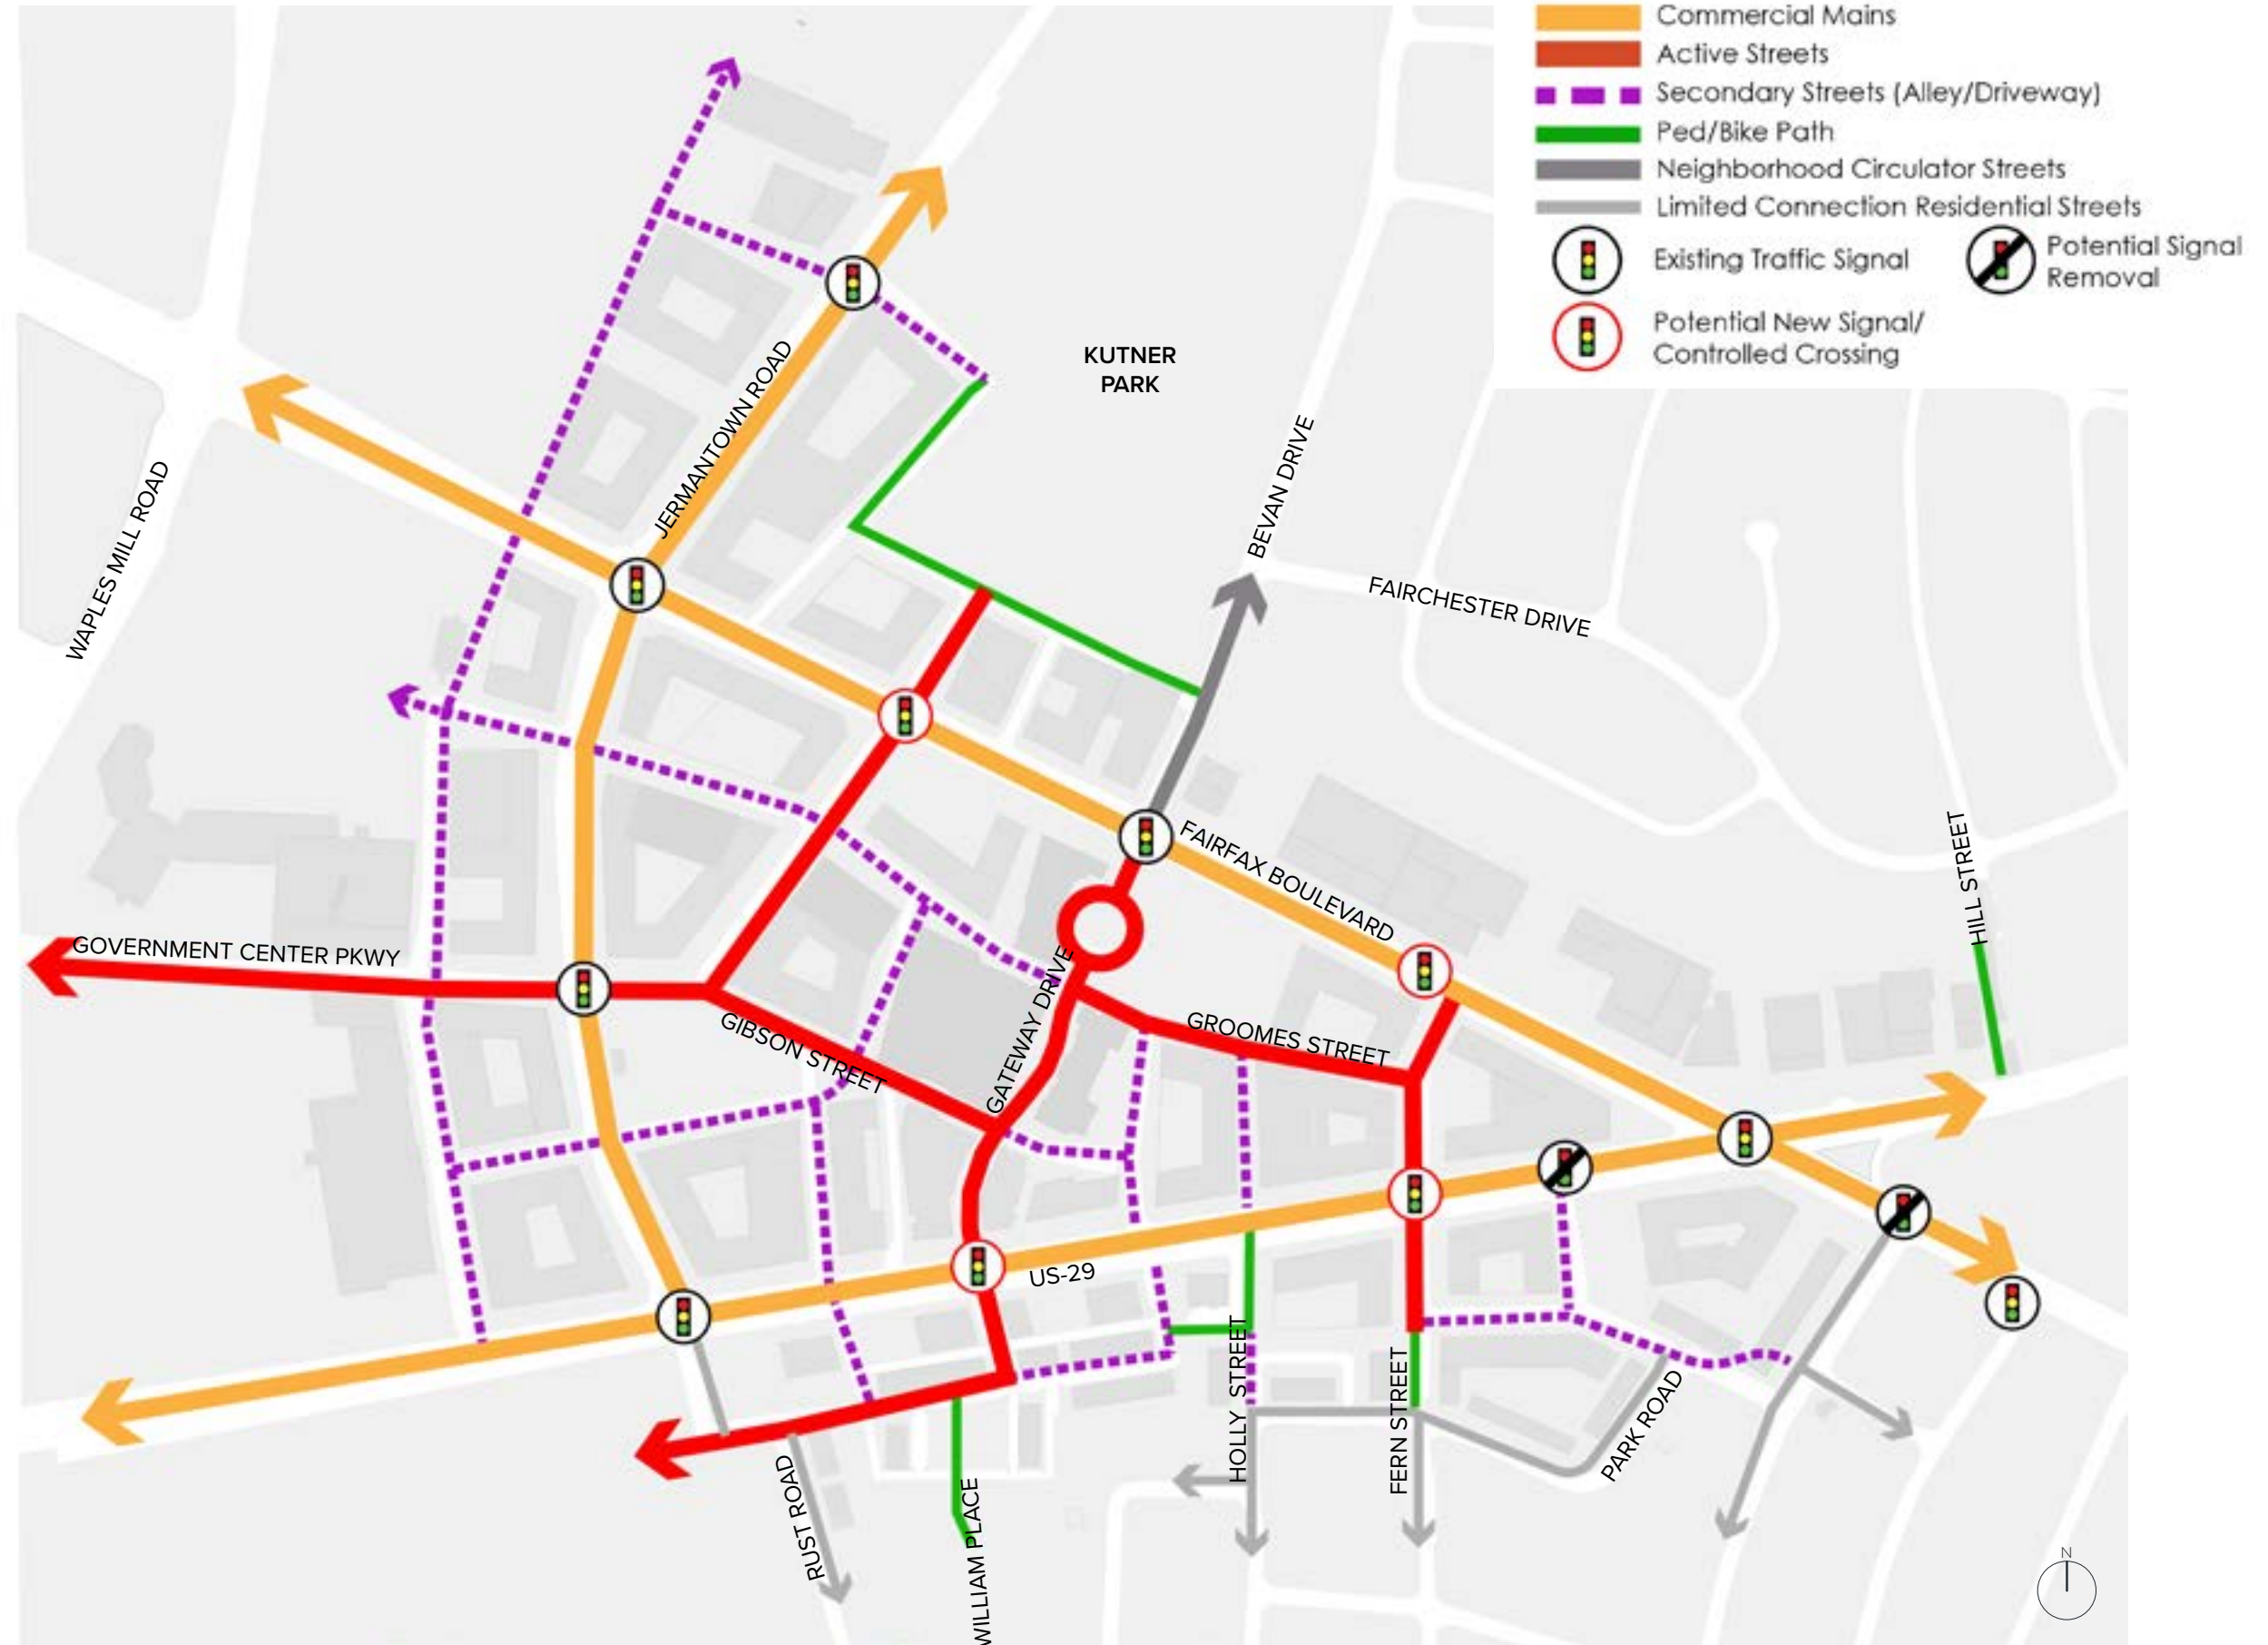 Commercial Mains
Active Streets
Secondary Streets (Alley/Driveway)
Ped/Bike Path
Neighborhood Circulator Streets
Limited Connection Residential Streets
Existing Traffic Signal
Potential Signal
Removal
Potential New Signal/
Controlled Crossing
KUTNER
PARK
JERMANTOWN ROAD
WAPLES MILL ROAD
BEVAN DRIVE
FAIRCHESTER DRIVE
FAIRFAX BOULEVARD
HILL STREET
GOVERNMENT CENTER PKWY
GIBSON STREET
GATEWAY DRIVE
GROOMES STREET
US-29
HOLLY STREET
FERN STREET
PARK ROAD
RUST ROAD
WILLIAM PLACE
N